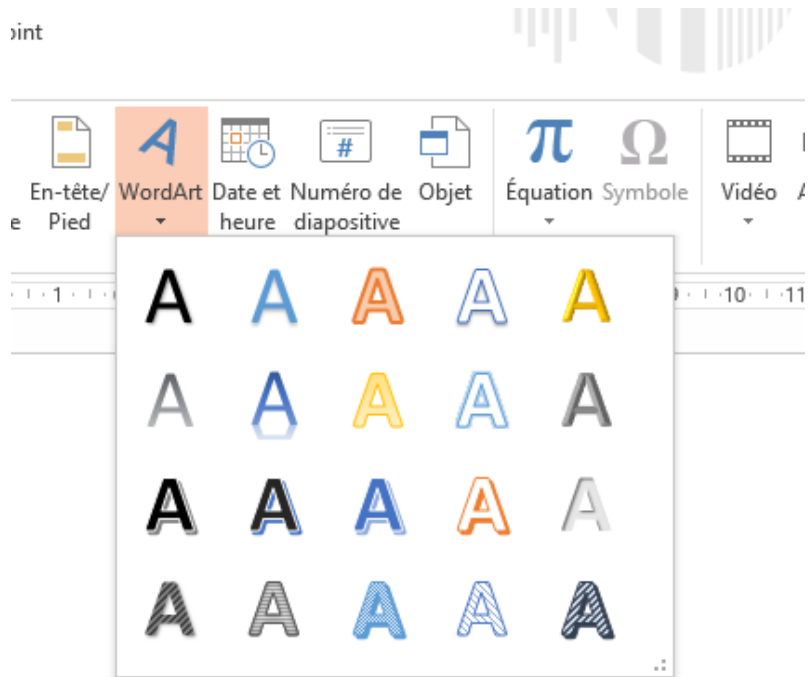 oint
En-tête/ WordArt Date et Numéro de Objet Équation Symbole Vidéo
e Pied heure diapositive
1 10 11
A A A A A
A A A A A
A A A A A
A A A A A